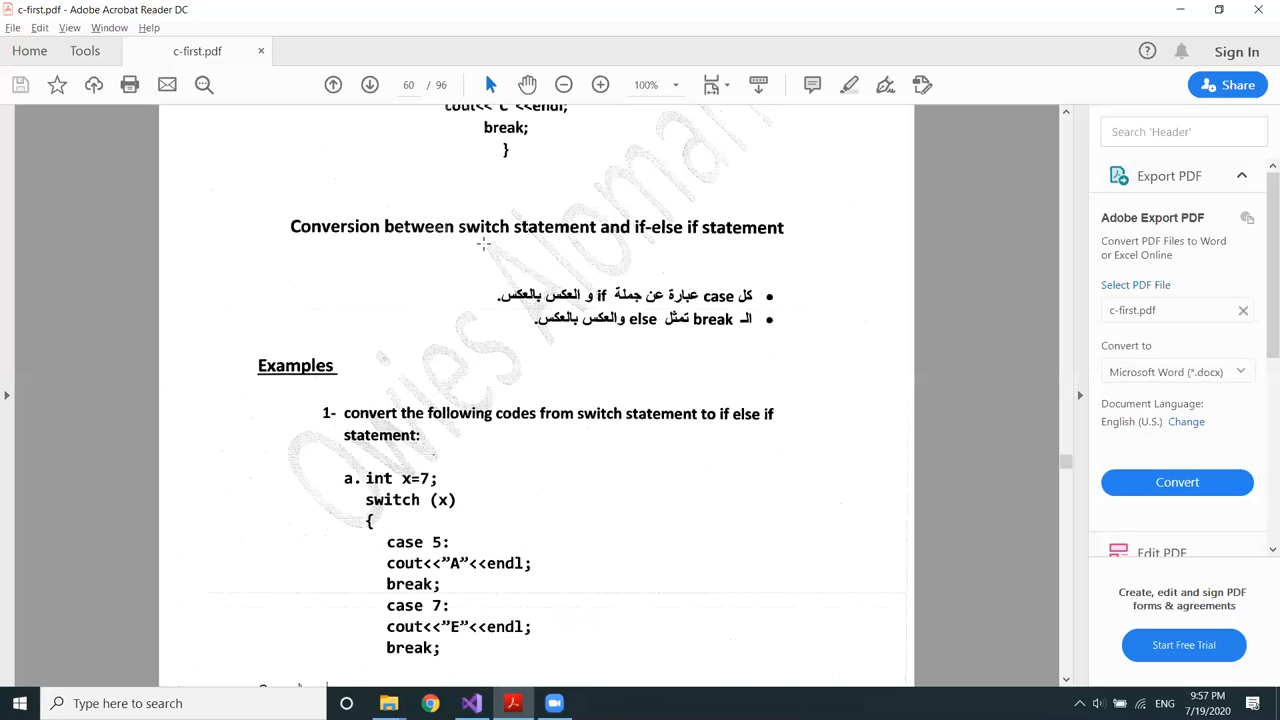 c-first.pdf - Adobe Acrobat Reader DC
File Edit View Window Help
Home Tools c-first.pdf × Sign In
60 / 96 100% Share
cout<<"C"<<endl;
break;
}
Conversion between switch statement and if-else if statement
• كل case عبارة عن جملة if و العكس بالعكس.
• الـ break تمثل else والعكس بالعكس.
Examples
1- convert the following codes from switch statement to if else if
statement:
a. int x=7;
switch (x)
{
case 5:
cout<<”A”<<endl;
break;
case 7:
cout<<”E”<<endl;
break;
Owies Aloman
Search 'Header'
Export PDF
Adobe Export PDF
Convert PDF Files to Word
or Excel Online
Select PDF File
c-first.pdf ×
Convert to
Microsoft Word (*.docx)
Document Language:
English (U.S.) Change
Convert
Edit PDF
Create, edit and sign PDF
forms & agreements
Start Free Trial
Type here to search
ENG
9:57 PM
7/19/2020